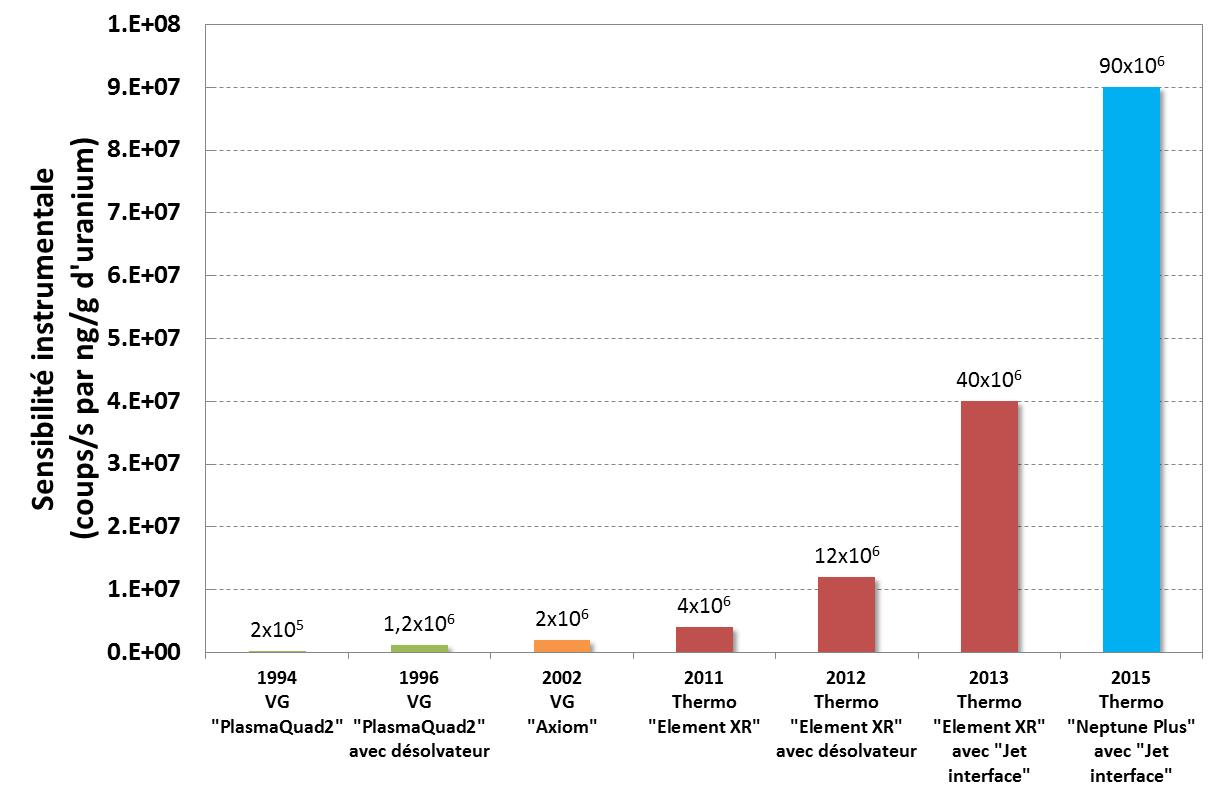 Sensibilité instrumentale
(coups/s par ng/g d'uranium)
1.E+08
9.E+07
8.E+07
7.E+07
6.E+07
5.E+07
4.E+07
3.E+07
2.E+07
1.E+07
0.E+00
2x10⁵
1,2x10⁶
2x10⁶
4x10⁶
12x10⁶
40x10⁶
90x10⁶
1994
VG
"PlasmaQuad2"
1996
VG
"PlasmaQuad2"
avec désolvateur
2002
VG
"Axiom"
2011
Thermo
"Element XR"
2012
Thermo
"Element XR"
avec désolvateur
2013
Thermo
"Element XR"
avec "Jet
interface"
2015
Thermo
"Neptune Plus"
avec "Jet
interface"